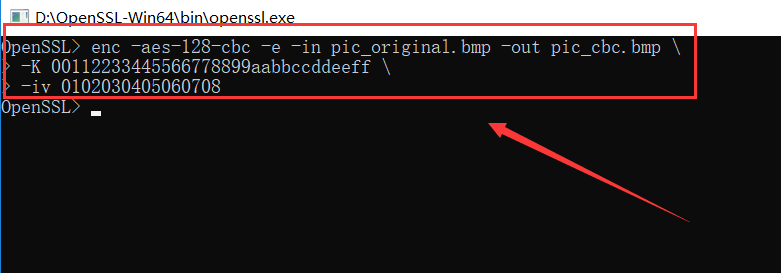 D:\OpenSSL-Win64\bin\openssl.exe
OpenSSL> enc -aes-128-cbc -e -in pic_original.bmp -out pic_cbc.bmp \
> -K 00112233445566778899aabbccddeeff \
> -iv 0102030405060708
OpenSSL>